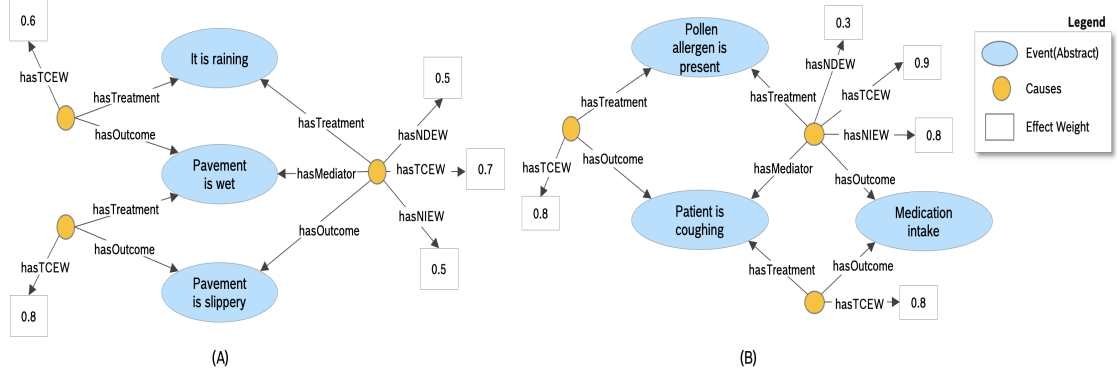 0.6
hasTCEW
hasTreatment
hasOutcome
It is raining
hasTreatment
0.5
hasNDEW
hasTCEW
0.7
hasMediator
Pavement
is wet
hasTreatment
hasOutcome
hasTCEW
0.8
hasNIEW
0.5
hasOutcome
Pavement
is slippery
(A)
Pollen
allergen is
present
0.3
hasNDEW
0.9
hasTCEW
hasTreatment
hasTreatment
hasNIEW
0.8
hasOutcome
hasTCEW
0.8
hasMediator
hasOutcome
Patient is
coughing
Medication
intake
hasTreatment
hasOutcome
hasTCEW
0.8
(B)
Legend
Event(Abstract)
Causes
Effect Weight